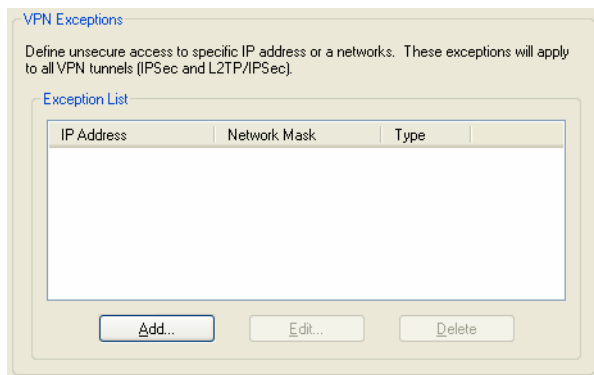 VPN Exceptions
Define unsecure access to specific IP address or a networks. These exceptions will apply
to all VPN tunnels (IPSec and L2TP/IPSec).
Exception List
IP Address Network Mask Type
Add... Edit... Delete